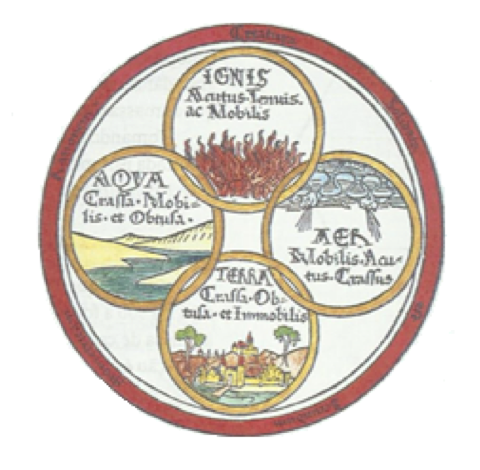 IGNIS
Acutus·Tenuis·
ac Mobilis
AQVA
Crassa·Mobi-
lis·et Obtusa·
AER
Mobilis·Acu-
tus·Crassus
TERRA
Crassa·Ob-
tusa·et Immobilis